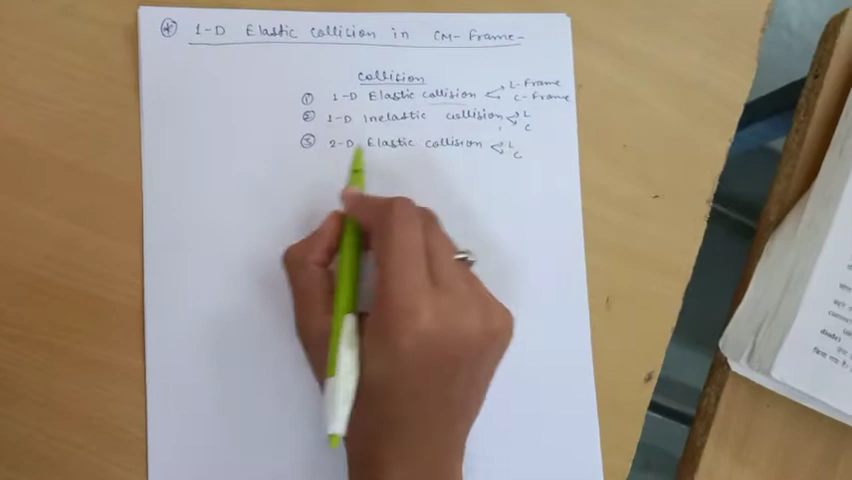 * 1-D Elastic Collision in CM-Frame-
Collision
① 1-D Elastic collision < L-Frame
C-Frame
② 1-D Inelastic collision < L
C
③ 2-D Elastic collision < L
C